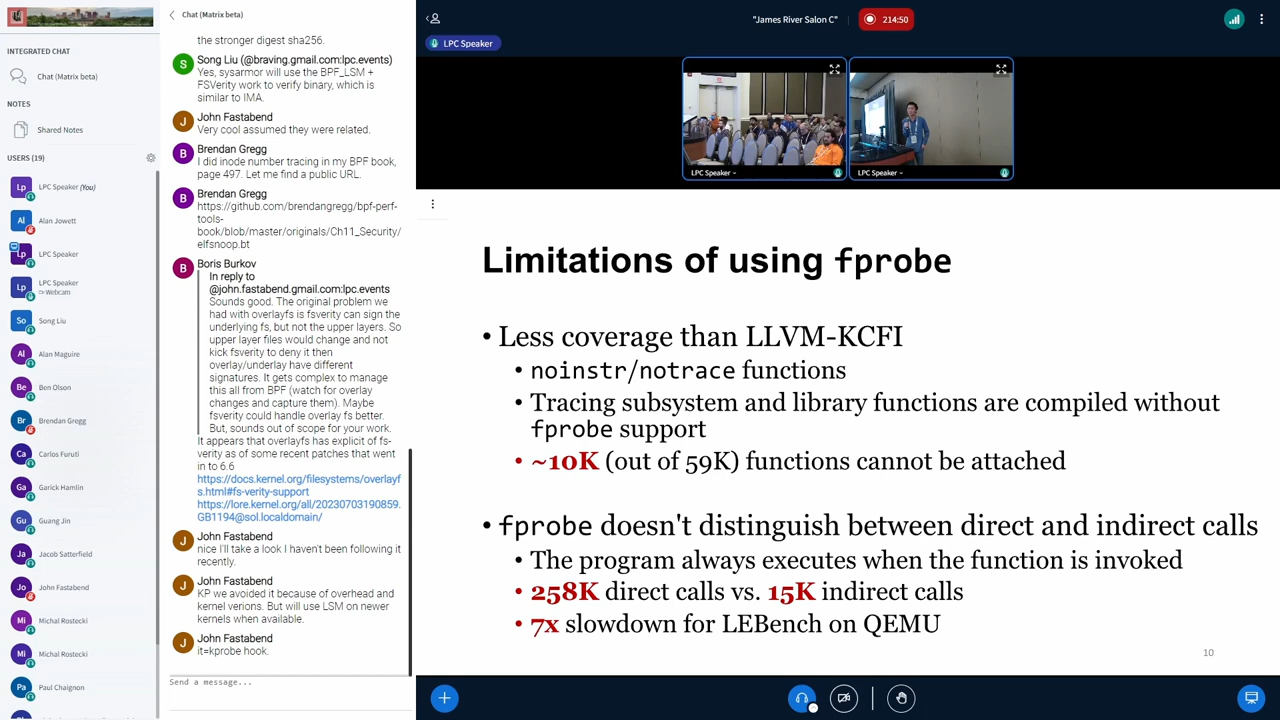 INTEGRATED CHAT
Chat (Matrix beta)
NOTES
Shared Notes
USERS (19)
Lp LPC Speaker (You)
Al Alan Jowett
Lp LPC Speaker
Lp LPC Speaker
Webcam
So Song Liu
Al Alan Maguire
Be Ben Olson
Br Brendan Gregg
Ca Carlos Furuti
Ga Garick Hamlin
Gu Guang Jin
Ja Jacob Satterfield
Jo John Fastabend
Mi Michal Rostecki
Mi Michal Rostecki
Pa Paul Chaignon
Chat (Matrix beta)
the stronger digest sha256.
S Song Liu (@braving.gmail.com:lpc.events)
Yes, sysarmor will use the BPF_LSM +
FSVerity work to verify binary, which is
similar to IMA.
J John Fastabend
Very cool assumed they were related.
B Brendan Gregg
I did inode number tracing in my BPF book,
page 497. Let me find a public URL.
B Brendan Gregg
https://github.com/brendangregg/bpf-perf-
tools-
book/blob/master/originals/Ch11_Security/
elfsnoop.bt
B Boris Burkov
In reply to
@john.fastabend.gmail.com:lpc.events
Sounds good. The original problem we
had with overlayfs is fsverity can sign the
underlying fs, but not the upper layers. So
upper layer files would change and not
kick fsverity to deny it then
overlay/underlay have different
signatures. It gets complex to manage
this all from BPF (watch for overlay
changes and capture them). Maybe
fsverity could handle overlay fs better.
But, sounds out of scope for your work.
It appears that overlayfs has explicit of fs-
verity as of some recent patches that went
in to 6.6
https://docs.kernel.org/filesystems/overlayf
s.html#fs-verity-support
https://lore.kernel.org/all/20230703190859.
GB1194@sol.localdomain/
J John Fastabend
nice I'll take a look I haven't been following it
recently.
J John Fastabend
KP we avoided it because of overhead and
kernel verions. But will use LSM on newer
kernels when available.
J John Fastabend
it=kprobe hook.
Send a message...
"James River Salon C"
214:50
LPC Speaker
LPC Speaker
LPC Speaker
Limitations of using fprobe
• Less coverage than LLVM-KCFI
• noinstr/notrace functions
• Tracing subsystem and library functions are compiled without
fprobe support
• ~10K (out of 59K) functions cannot be attached
• fprobe doesn't distinguish between direct and indirect calls
• The program always executes when the function is invoked
• 258K direct calls vs. 15K indirect calls
• 7x slowdown for LEBench on QEMU
10